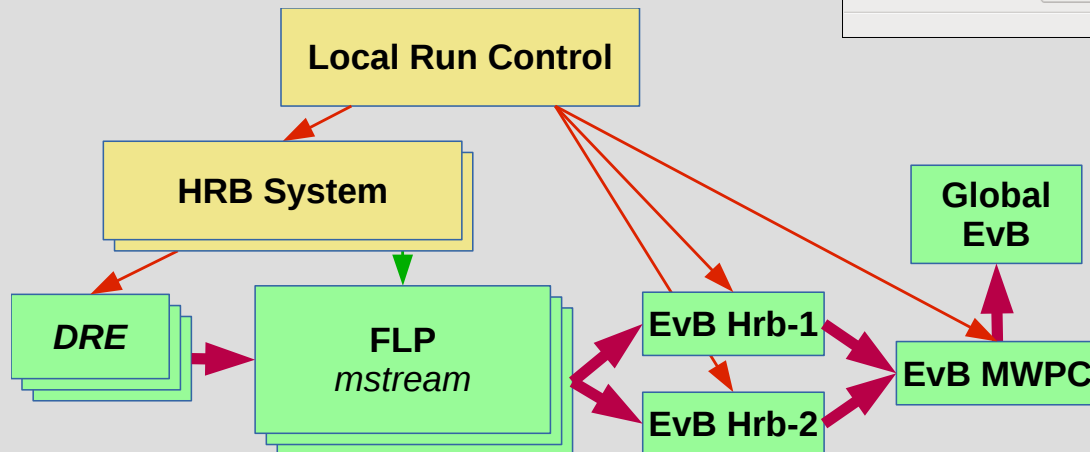 Local Run Control
HRB System
Global
EvB
DRE
FLP
mstream
EvB Hrb-1
EvB MWPC
EvB Hrb-2